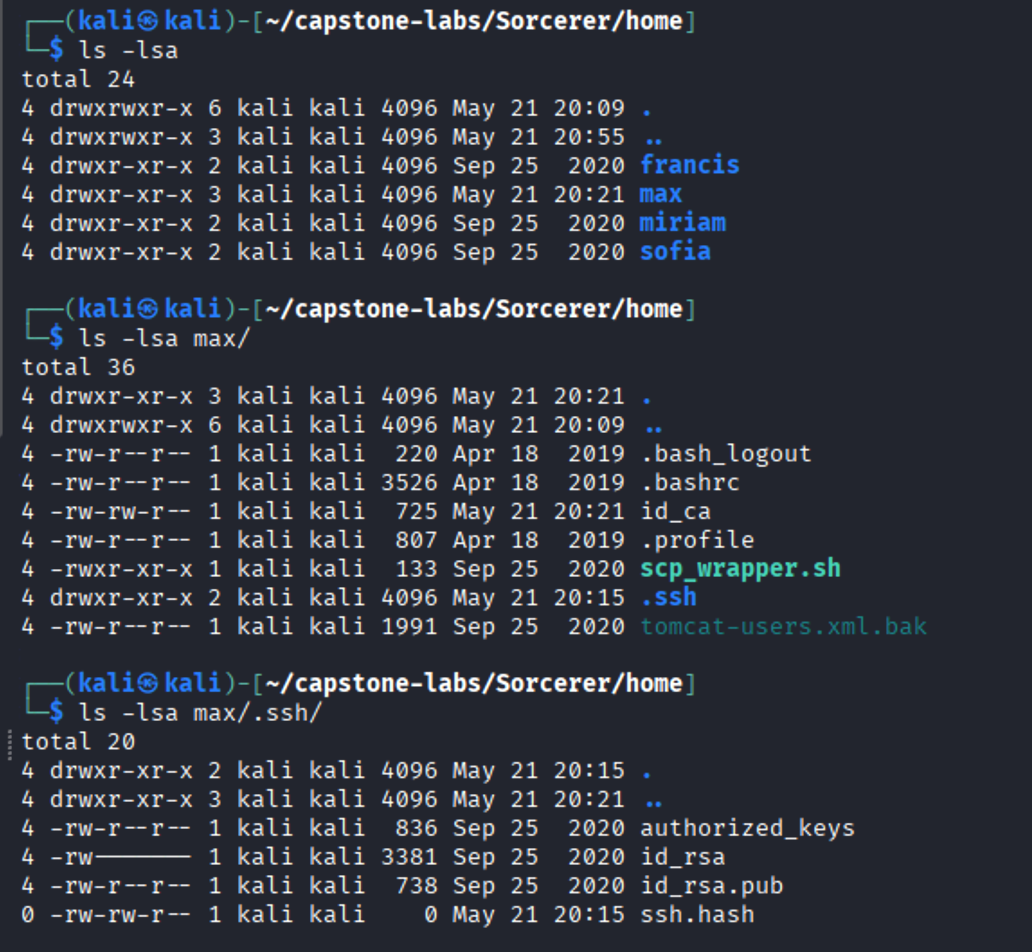 ┌──(kali㉿kali)-[~/capstone-labs/Sorcerer/home]
└─$ ls -lsa
total 24
4 drwxrwxr-x 6 kali kali 4096 May 21 20:09 .
4 drwxrwxr-x 3 kali kali 4096 May 21 20:55 ..
4 drwxr-xr-x 2 kali kali 4096 Sep 25  2020 francis
4 drwxr-xr-x 3 kali kali 4096 May 21 20:21 max
4 drwxr-xr-x 2 kali kali 4096 Sep 25  2020 miriam
4 drwxr-xr-x 2 kali kali 4096 Sep 25  2020 sofia
┌──(kali㉿kali)-[~/capstone-labs/Sorcerer/home]
└─$ ls -lsa max/
total 36
4 drwxr-xr-x 3 kali kali 4096 May 21 20:21 .
4 drwxrwxr-x 6 kali kali 4096 May 21 20:09 ..
4 -rw-r--r-- 1 kali kali  220 Apr 18  2019 .bash_logout
4 -rw-r--r-- 1 kali kali 3526 Apr 18  2019 .bashrc
4 -rw-rw-r-- 1 kali kali  725 May 21 20:21 id_ca
4 -rw-r--r-- 1 kali kali  807 Apr 18  2019 .profile
4 -rwxr-xr-x 1 kali kali  133 Sep 25  2020 scp_wrapper.sh
4 drwxr-xr-x 2 kali kali 4096 May 21 20:15 .ssh
4 -rw-r--r-- 1 kali kali 1991 Sep 25  2020 tomcat-users.xml.bak
┌──(kali㉿kali)-[~/capstone-labs/Sorcerer/home]
└─$ ls -lsa max/.ssh/
total 20
4 drwxr-xr-x 2 kali kali 4096 May 21 20:15 .
4 drwxr-xr-x 3 kali kali 4096 May 21 20:21 ..
4 -rw-r--r-- 1 kali kali  836 Sep 25  2020 authorized_keys
4 -rw------- 1 kali kali 3381 Sep 25  2020 id_rsa
4 -rw-r--r-- 1 kali kali  738 Sep 25  2020 id_rsa.pub
0 -rw-rw-r-- 1 kali kali    0 May 21 20:15 ssh.hash